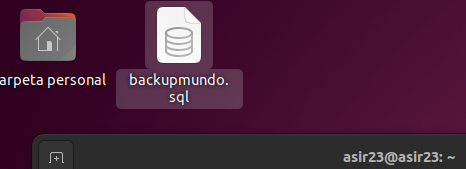 arpeta personal
backupmundo.
sql
asir23@asir23: ~